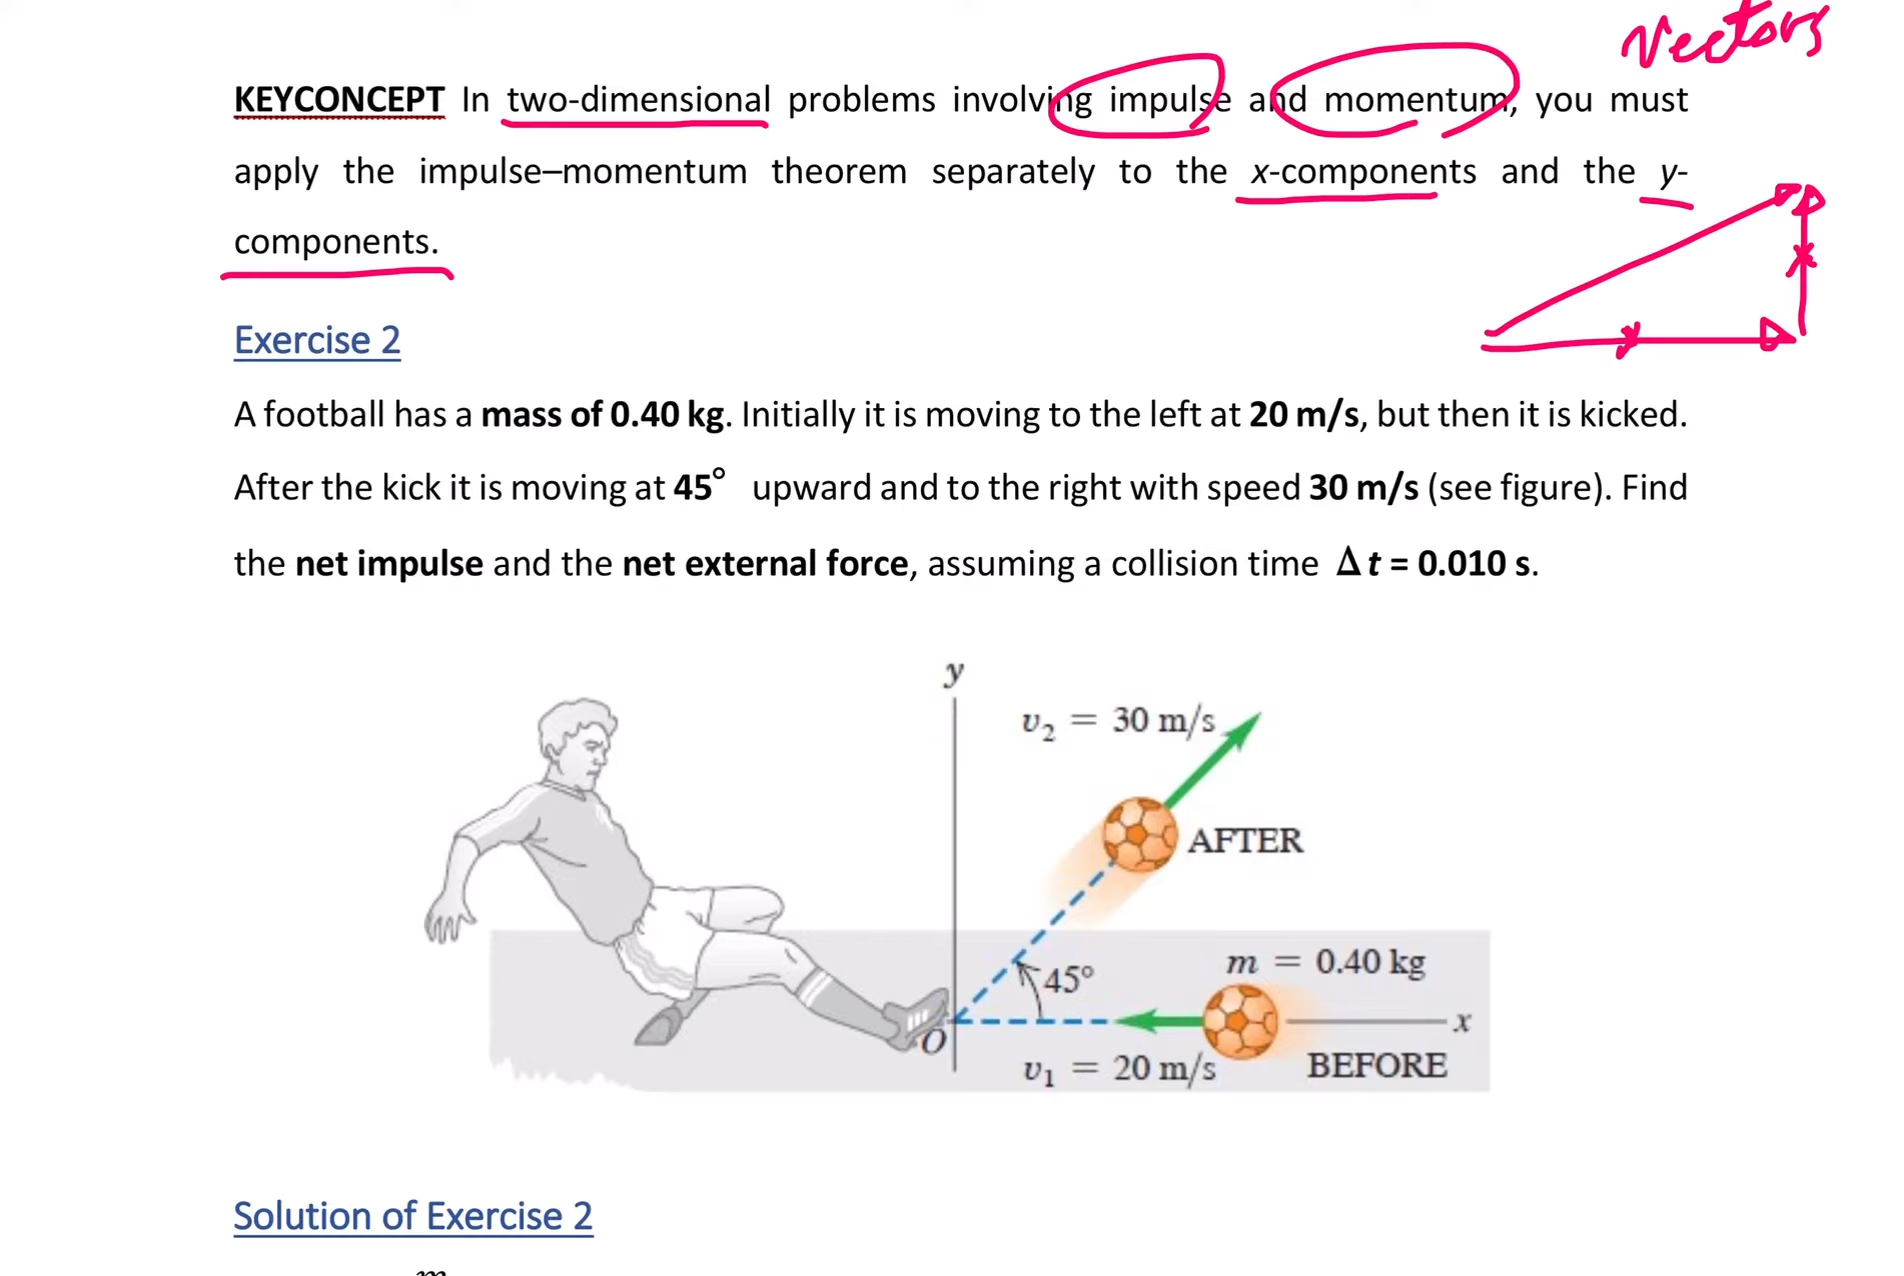 Vectors
KEYCONCEPT In two-dimensional problems involving impulse and momentum, you must
apply the impulse–momentum theorem separately to the x-components and the y-
components.
Exercise 2
A football has a mass of 0.40 kg. Initially it is moving to the left at 20 m/s, but then it is kicked.
After the kick it is moving at 45° upward and to the right with speed 30 m/s (see figure). Find
the net impulse and the net external force, assuming a collision time Δt = 0.010 s.
y
v₂ = 30 m/s
AFTER
45°
m = 0.40 kg
O
x
v₁ = 20 m/s
BEFORE
Solution of Exercise 2